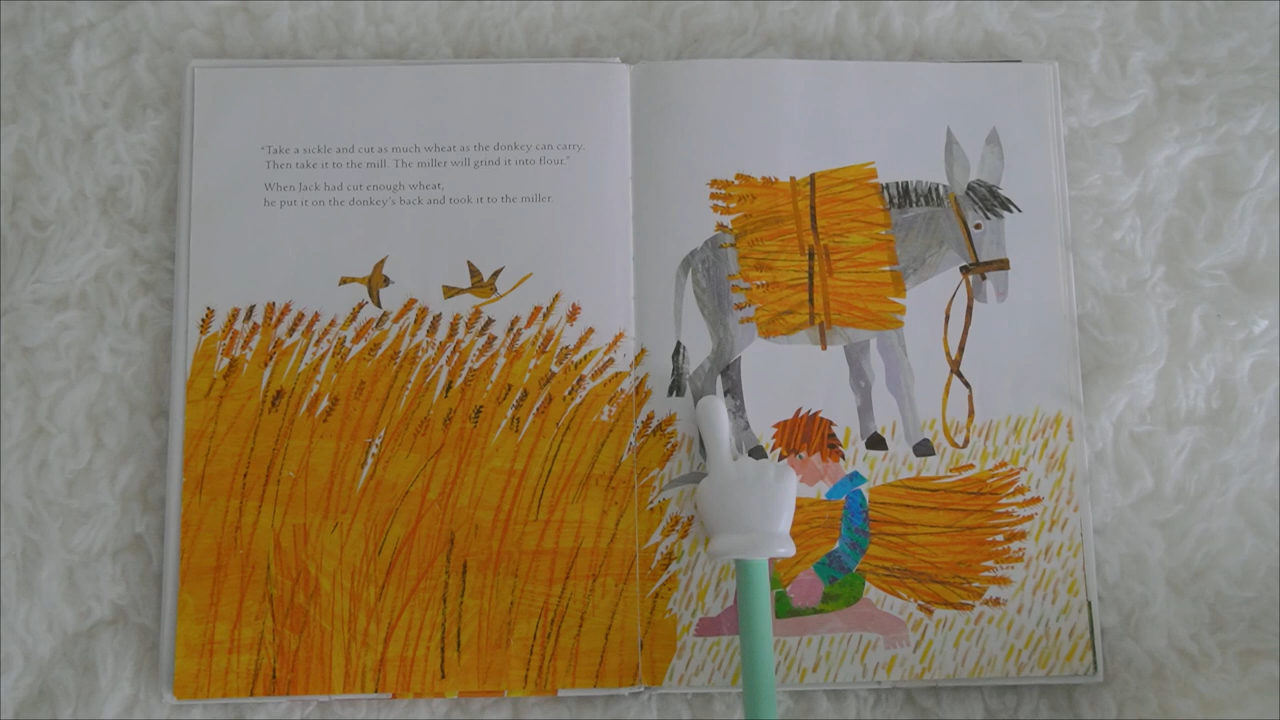 "Take a sickle and cut as much wheat as the donkey can carry.
Then take it to the mill. The miller will grind it into flour."
When Jack had cut enough wheat,
he put it on the donkey's back and took it to the miller.